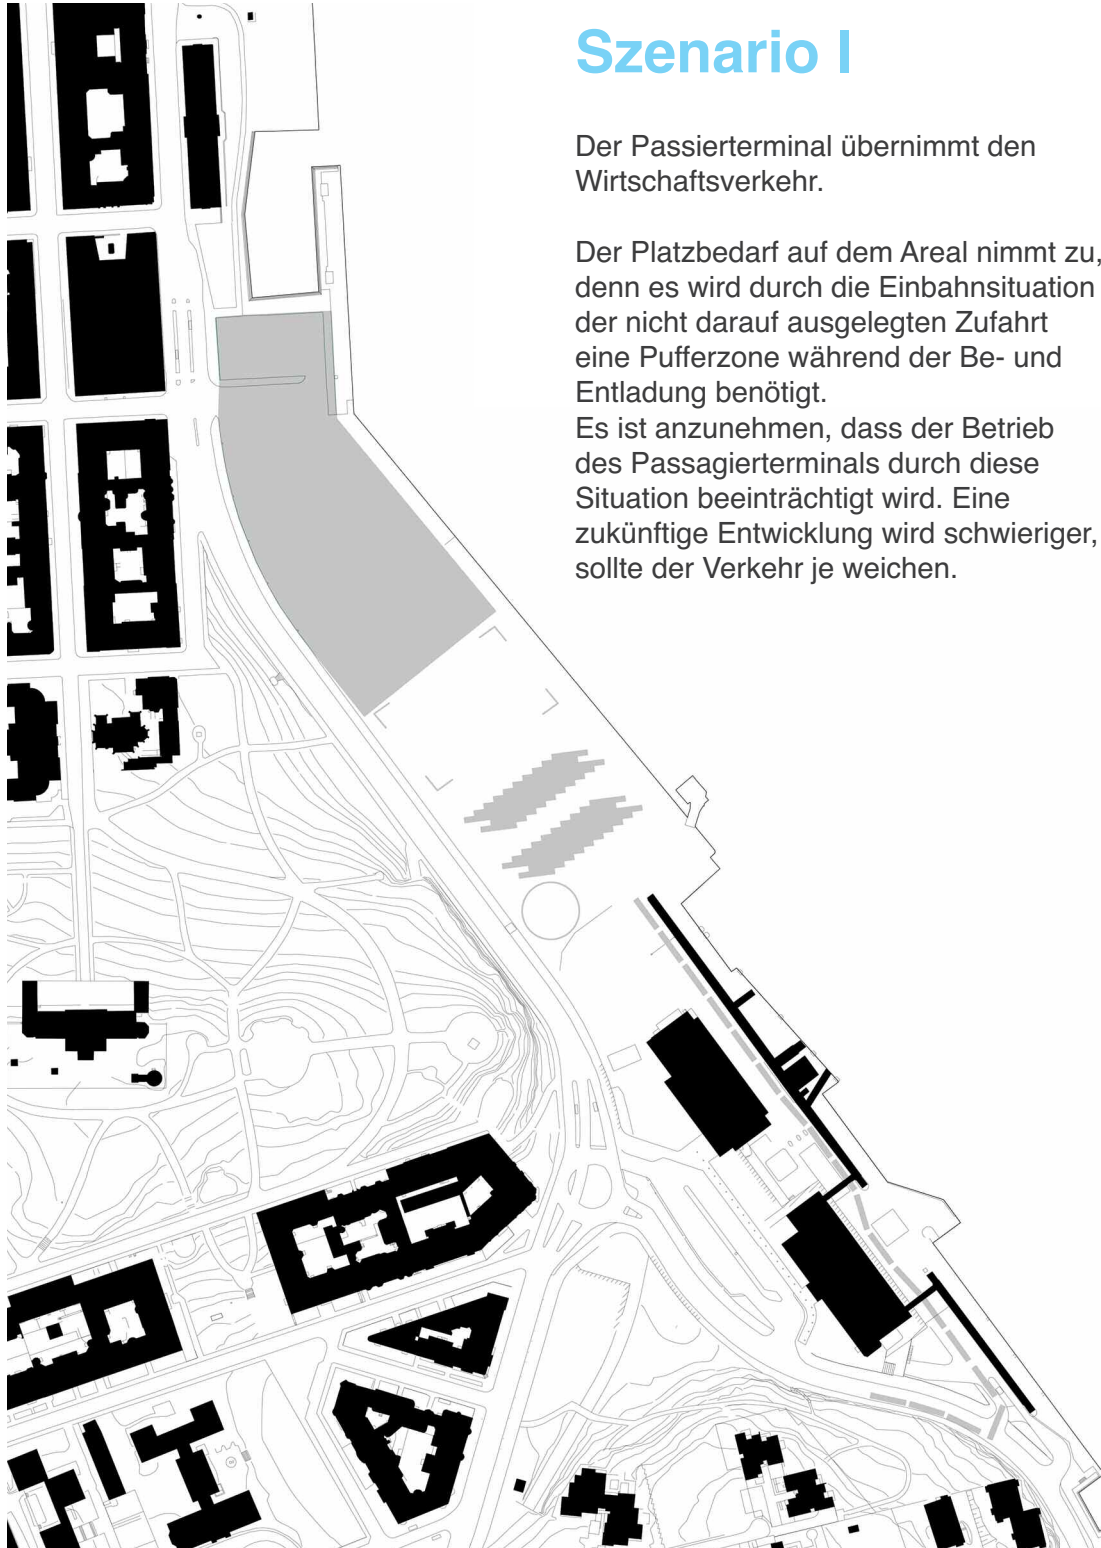 Szenario I
Der Passierterminal übernimmt den
Wirtschaftsverkehr.
Der Platzbedarf auf dem Areal nimmt zu,
denn es wird durch die Einbahnsituation
der nicht darauf ausgelegten Zufahrt
eine Pufferzone während der Be- und
Entladung benötigt.
Es ist anzunehmen, dass der Betrieb
des Passagierterminals durch diese
Situation beeinträchtigt wird. Eine
zukünftige Entwicklung wird schwieriger,
sollte der Verkehr je weichen.